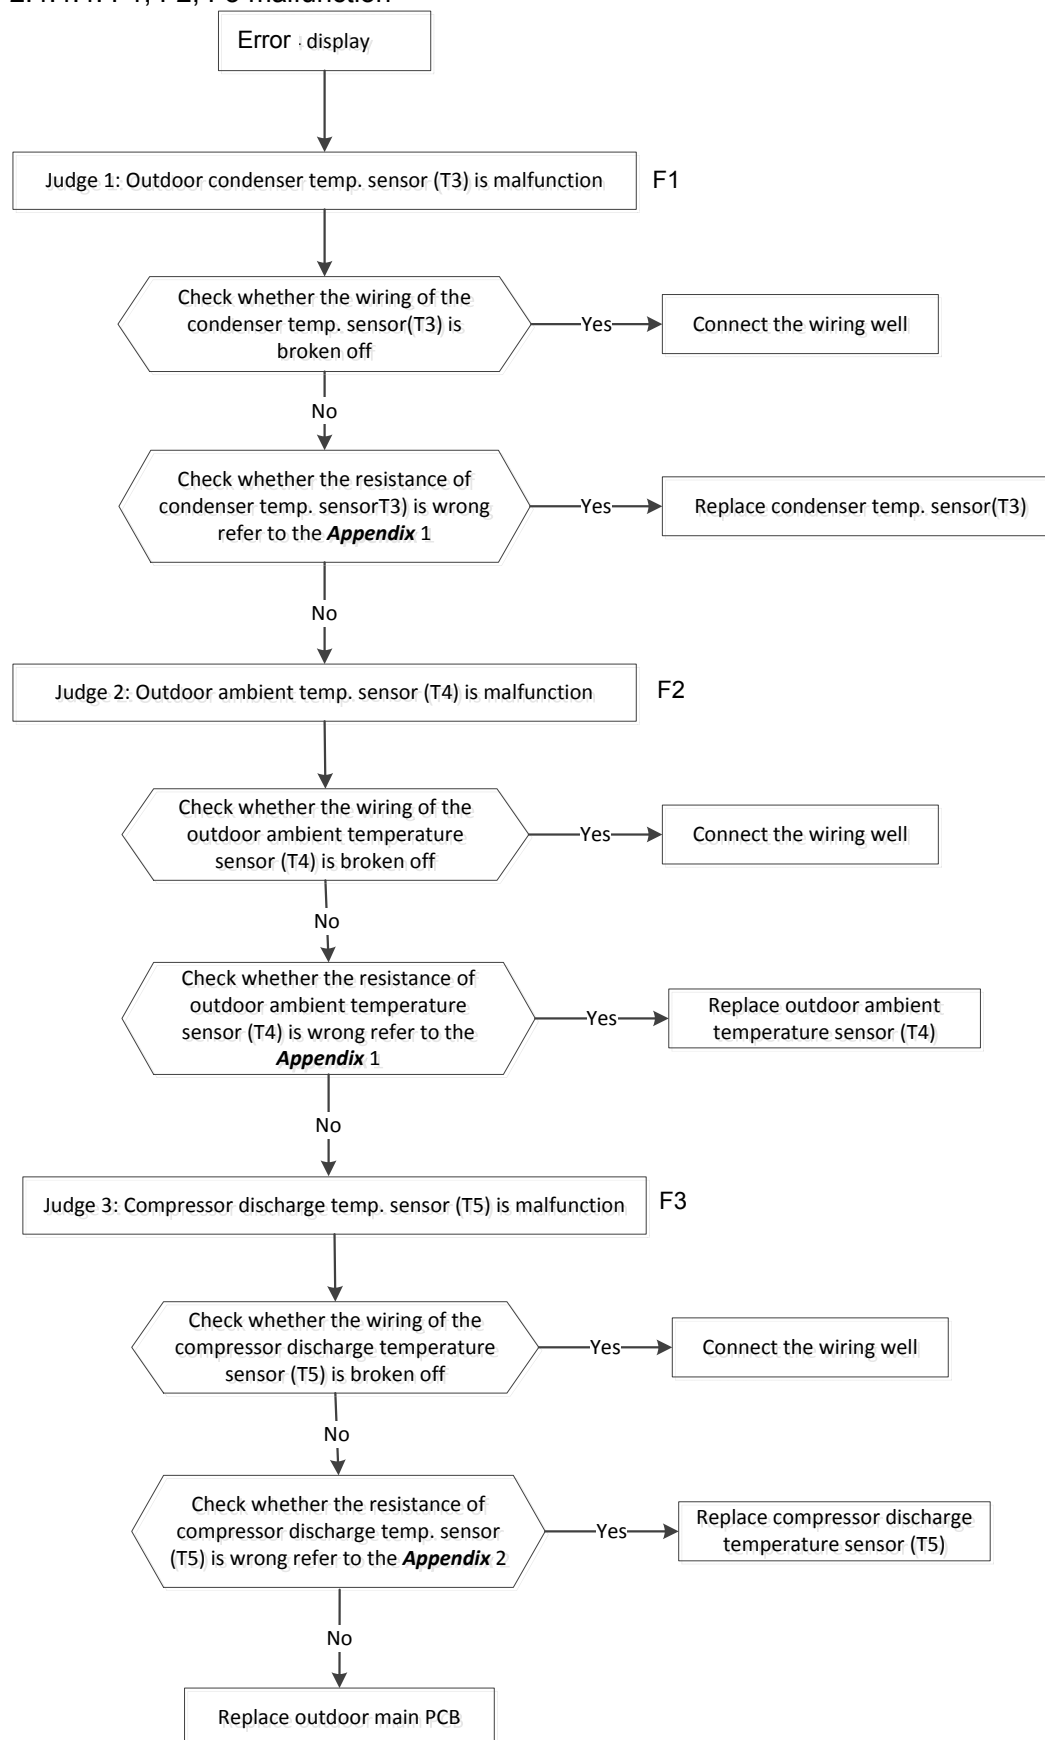 malfunction
Error display
Judge 1: Outdoor condenser temp. sensor (T3) is malfunction
F1
Check whether the wiring of the
condenser temp. sensor(T3) is
broken off
Yes
Connect the wiring well
No
Check whether the resistance of
condenser temp. sensorT3) is wrong
refer to the Appendix 1
Yes
Replace condenser temp. sensor(T3)
No
Judge 2: Outdoor ambient temp. sensor (T4) is malfunction
F2
Check whether the wiring of the
outdoor ambient temperature
sensor (T4) is broken off
Yes
Connect the wiring well
No
Check whether the resistance of
outdoor ambient temperature
sensor (T4) is wrong refer to the
Appendix 1
Yes
Replace outdoor ambient
temperature sensor (T4)
No
Judge 3: Compressor discharge temp. sensor (T5) is malfunction
F3
Check whether the wiring of the
compressor discharge temperature
sensor (T5) is broken off
Yes
Connect the wiring well
No
Check whether the resistance of
compressor discharge temp. sensor
(T5) is wrong refer to the Appendix 2
Yes
Replace compressor discharge
temperature sensor (T5)
No
Replace outdoor main PCB